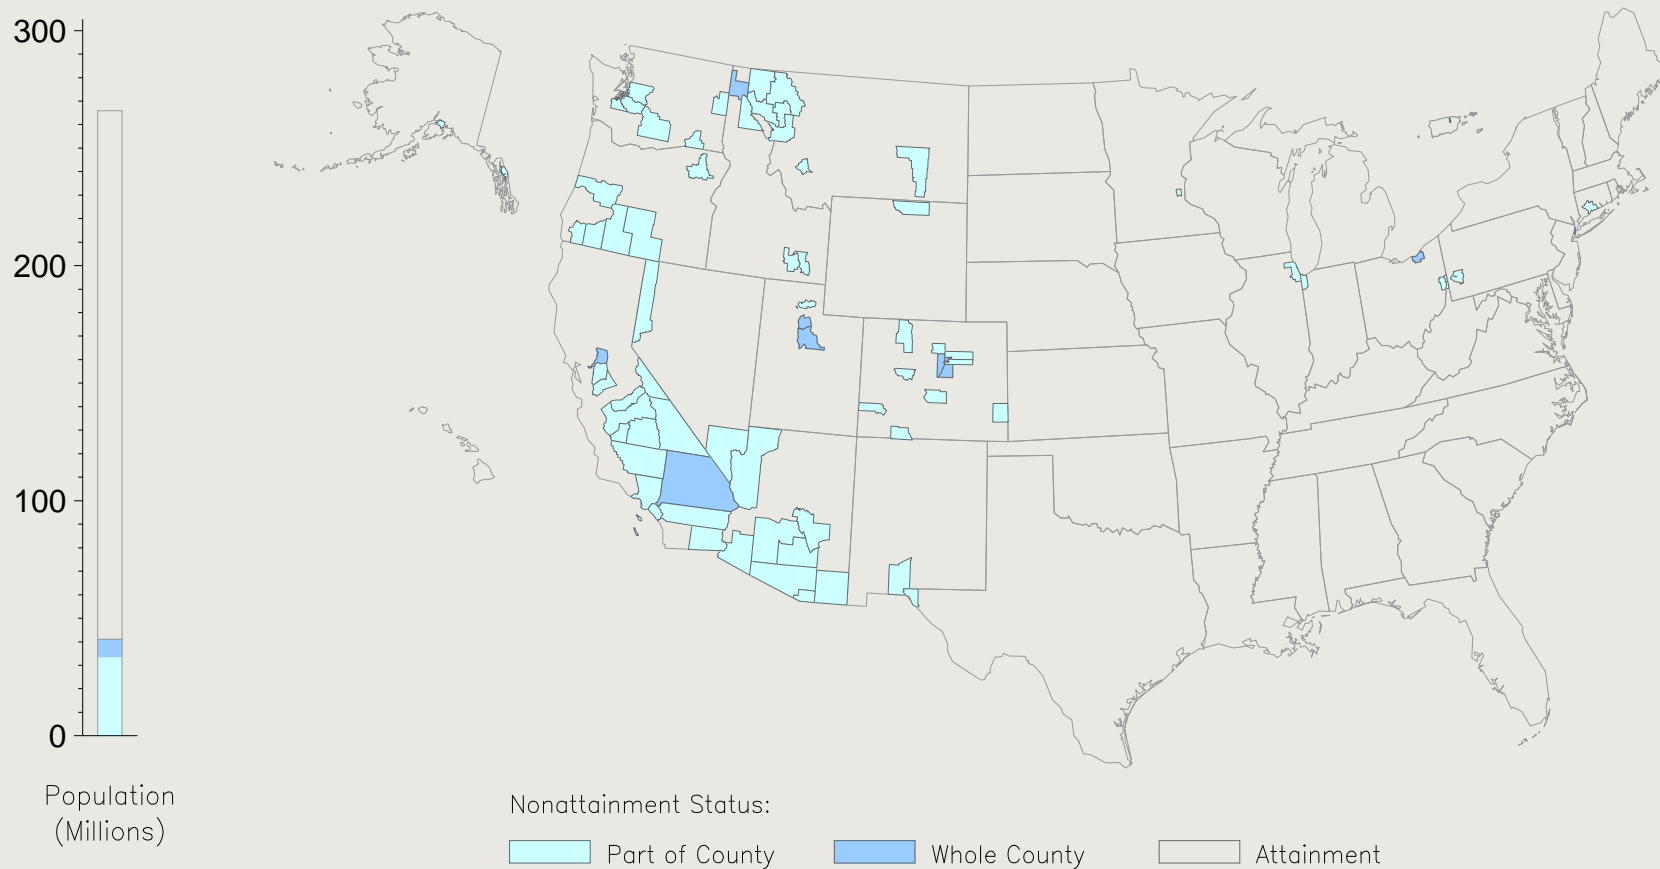 300
200
100
0
Population
(Millions)
Nonattainment Status:
Part of County
Whole County
Attainment